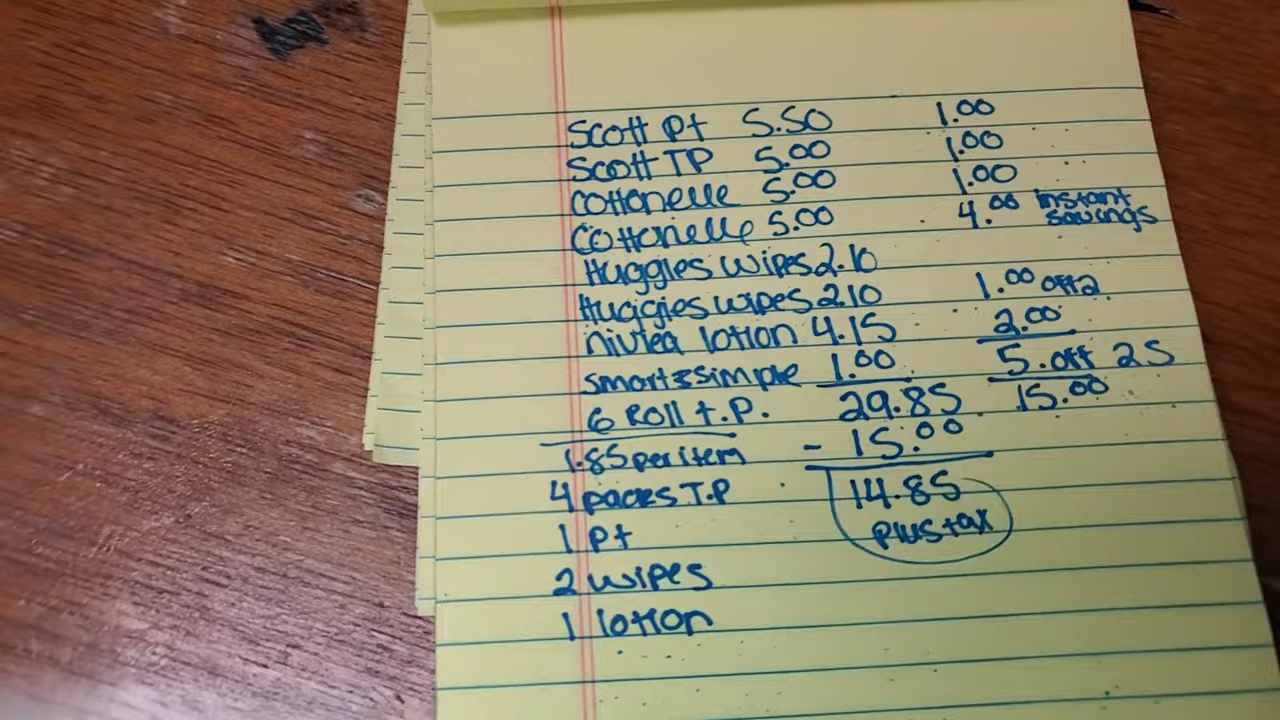 Scott Pt 5.50 1.00
Scott TP 5.00 1.00
Cottonelle 5.00 1.00
Cottonelle 5.00 4.00 instant savings
Huggies wipes 2.10
Huggies wipes 2.10 1.00 off 2
nivea lotion 4.15 2.00
smart & simple 1.00 5. off 25
6 Roll t.P. 29.85 15.00
1.85 per item - 15.00
4 packs T.P 14.85
1 Pt plus tax
2 wipes
1 lotion